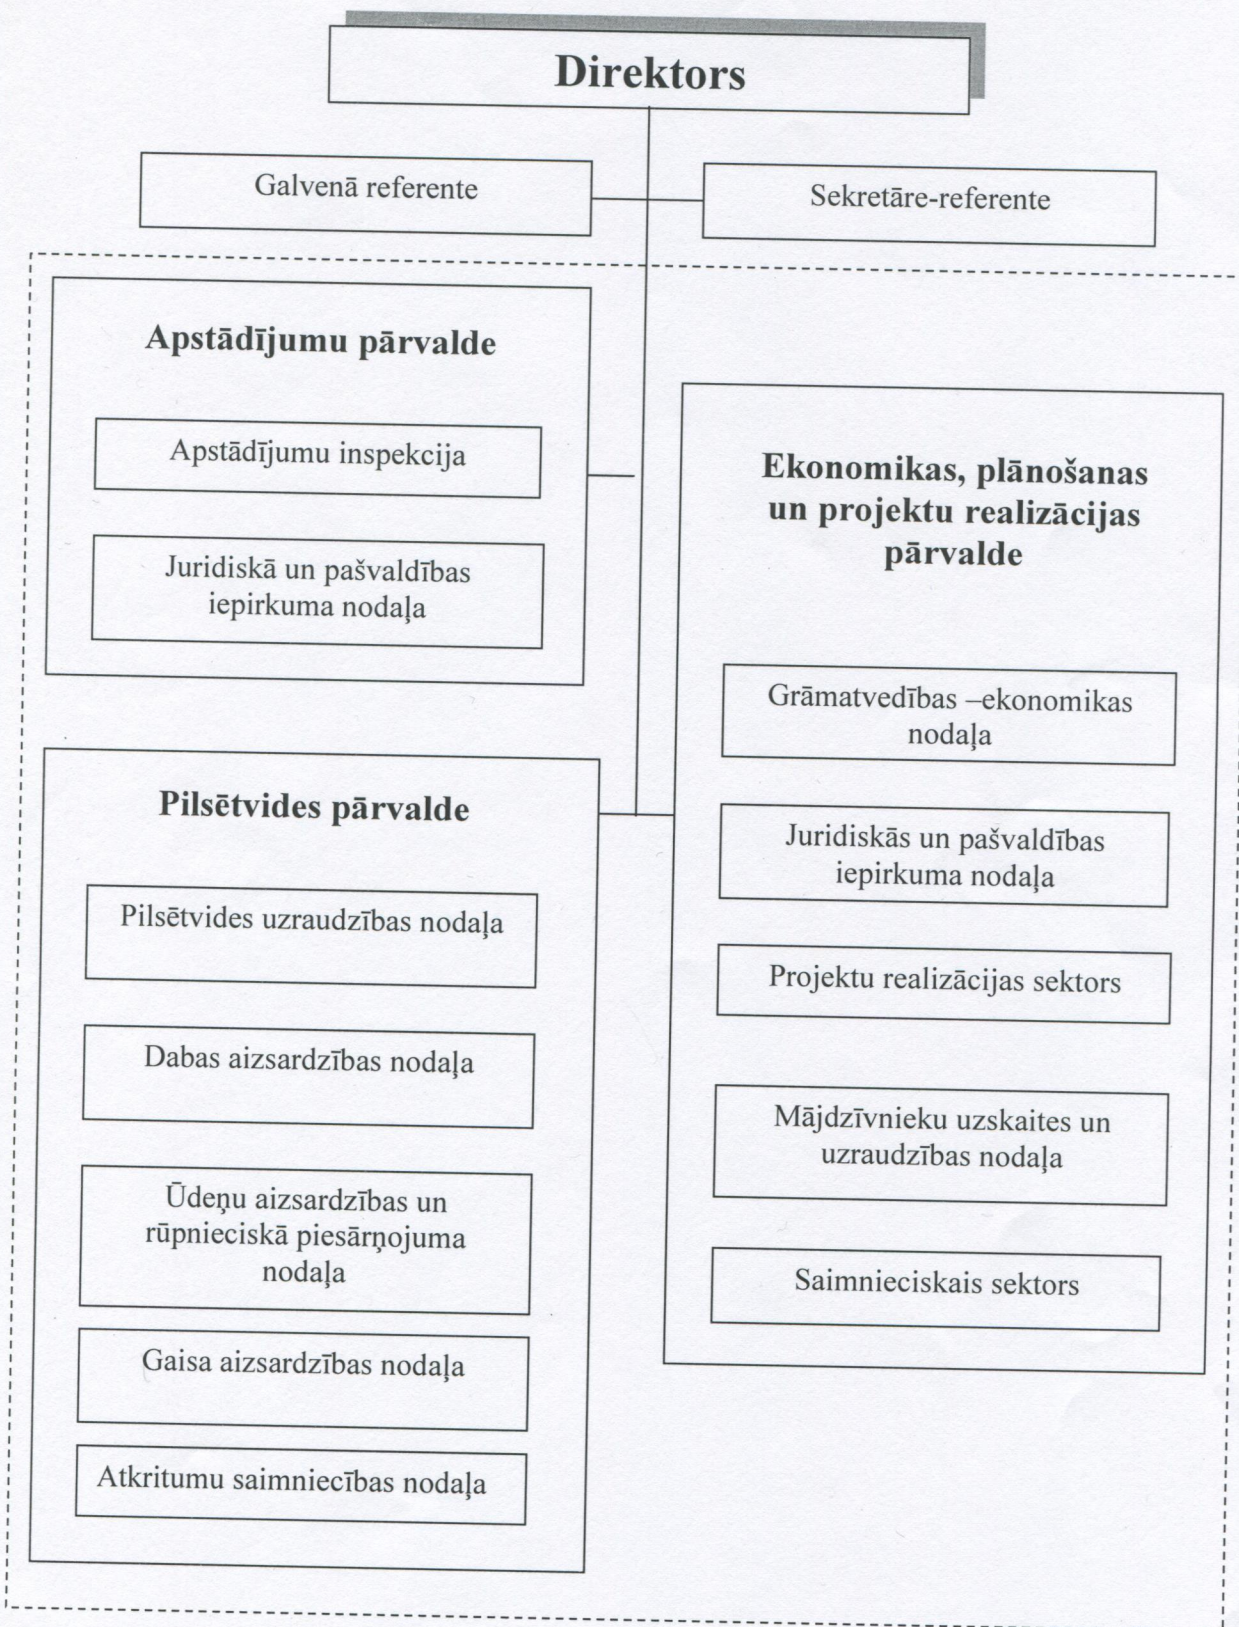 Direktors
Galvenā referente
Sekretāre-referente
Apstādījumu pārvalde
Apstādījumu inspekcija
Juridiskā un pašvaldības
iepirkuma nodaļa
Pilsētvides pārvalde
Pilsētvides uzraudzības nodaļa
Dabas aizsardzības nodaļa
Ūdeņu aizsardzības un
rūpnieciskā piesārņojuma
nodaļa
Gaisa aizsardzības nodaļa
Atkritumu saimniecības nodaļa
Ekonomikas, plānošanas
un projektu realizācijas
pārvalde
Grāmatvedības –ekonomikas
nodaļa
Juridiskās un pašvaldības
iepirkuma nodaļa
Projektu realizācijas sektors
Mājdzīvnieku uzskaites un
uzraudzības nodaļa
Saimnieciskais sektors